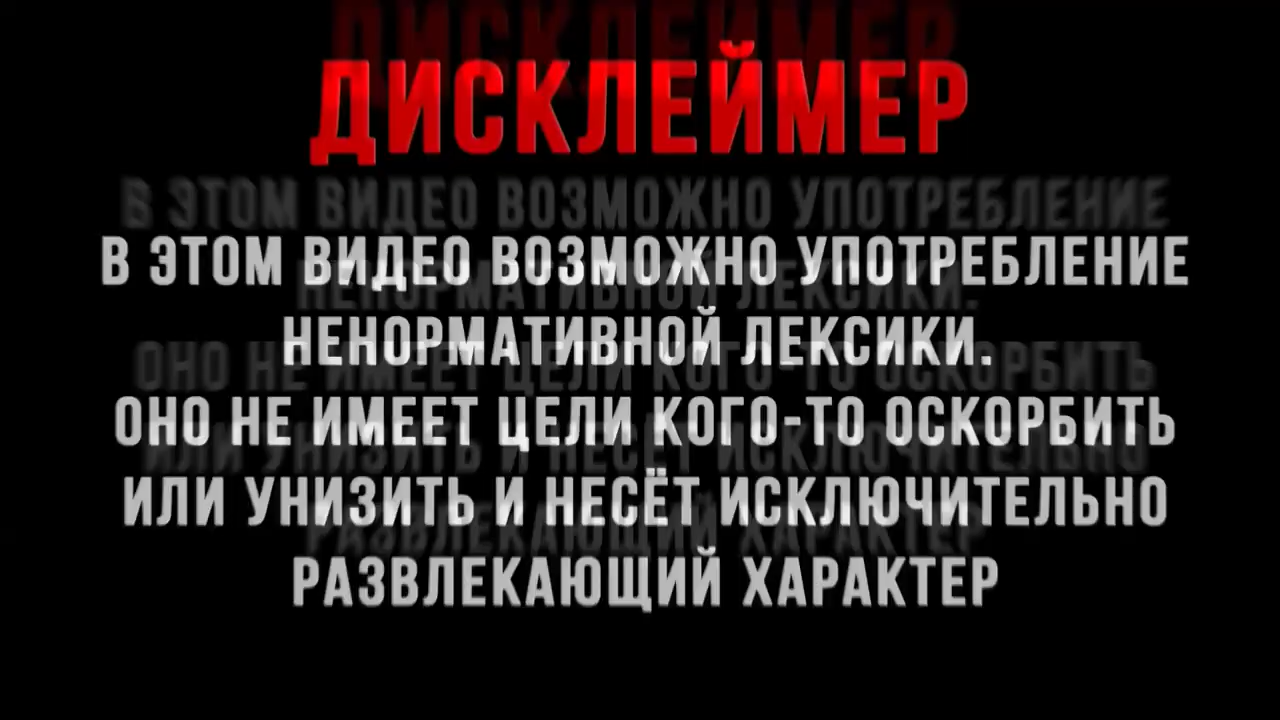 ДИСКЛЕЙМЕР
В ЭТОМ ВИДЕО ВОЗМОЖНО УПОТРЕБЛЕНИЕ
НЕНОРМАТИВНОЙ ЛЕКСИКИ.
ОНО НЕ ИМЕЕТ ЦЕЛИ КОГО-ТО ОСКОРБИТЬ
ИЛИ УНИЗИТЬ И НЕСЁТ ИСКЛЮЧИТЕЛЬНО
РАЗВЛЕКАЮЩИЙ ХАРАКТЕР